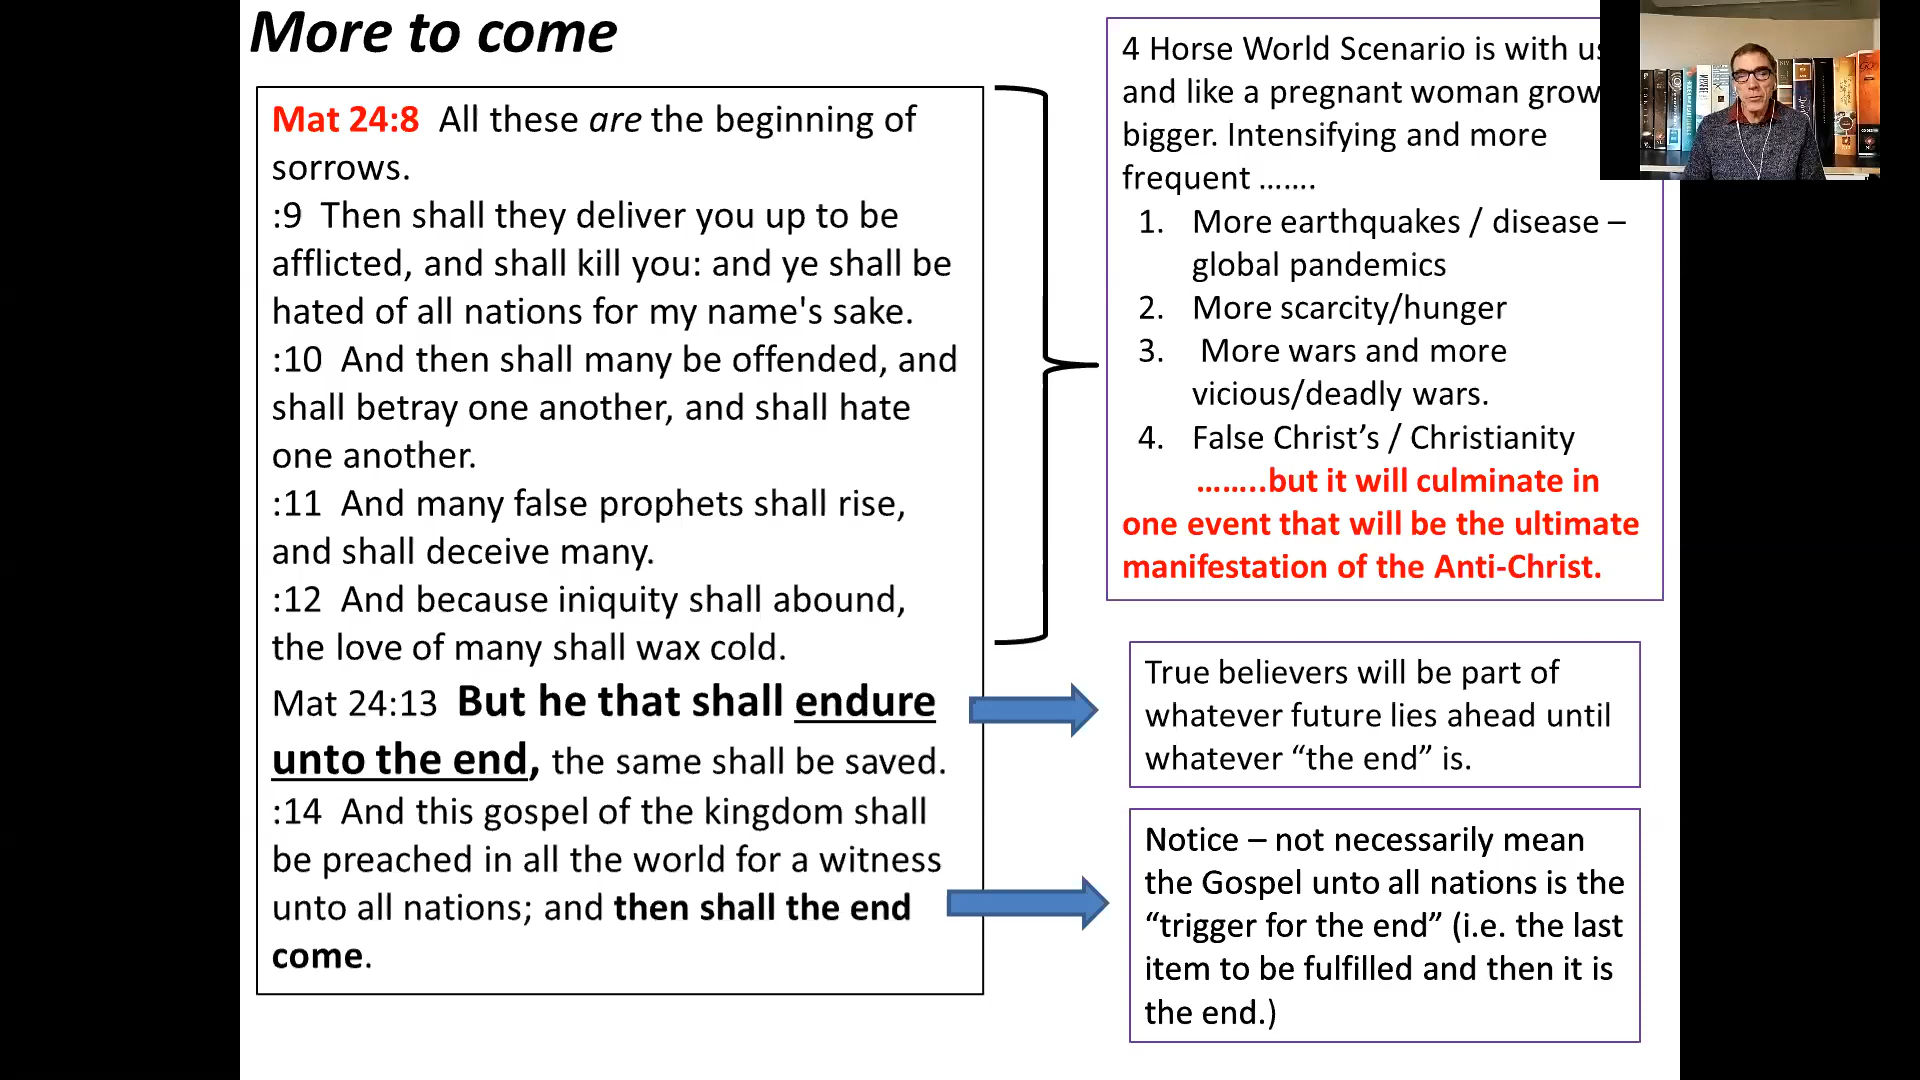 More to come
Mat 24:8 All these are the beginning of
sorrows.
:9 Then shall they deliver you up to be
afflicted, and shall kill you: and ye shall be
hated of all nations for my name's sake.
:10 And then shall many be offended, and
shall betray one another, and shall hate
one another.
:11 And many false prophets shall rise,
and shall deceive many.
:12 And because iniquity shall abound,
the love of many shall wax cold.
Mat 24:13 But he that shall endure
unto the end, the same shall be saved.
:14 And this gospel of the kingdom shall
be preached in all the world for a witness
unto all nations; and then shall the end
come.
4 Horse World Scenario is with us
and like a pregnant woman grow
bigger. Intensifying and more
frequent …….
1. More earthquakes / disease –
global pandemics
2. More scarcity/hunger
3. More wars and more
vicious/deadly wars.
4. False Christ’s / Christianity
……..but it will culminate in
one event that will be the ultimate
manifestation of the Anti-Christ.
True believers will be part of
whatever future lies ahead until
whatever “the end” is.
Notice – not necessarily mean
the Gospel unto all nations is the
“trigger for the end” (i.e. the last
item to be fulfilled and then it is
the end.)